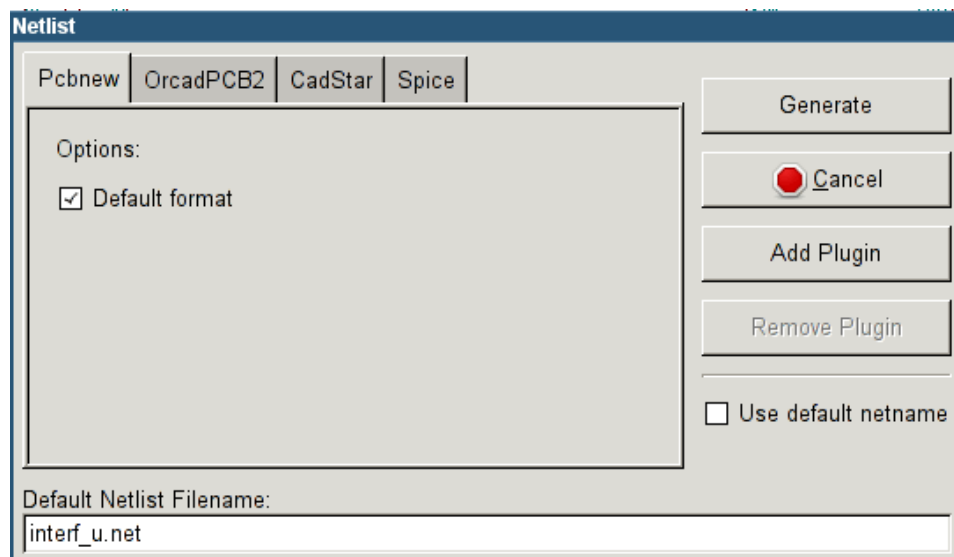 Netlist
Pcbnew OrcadPCB2 CadStar Spice
Options:
Default format
Generate
Cancel
Add Plugin
Remove Plugin
Use default netname
Default Netlist Filename:
interf_u.net